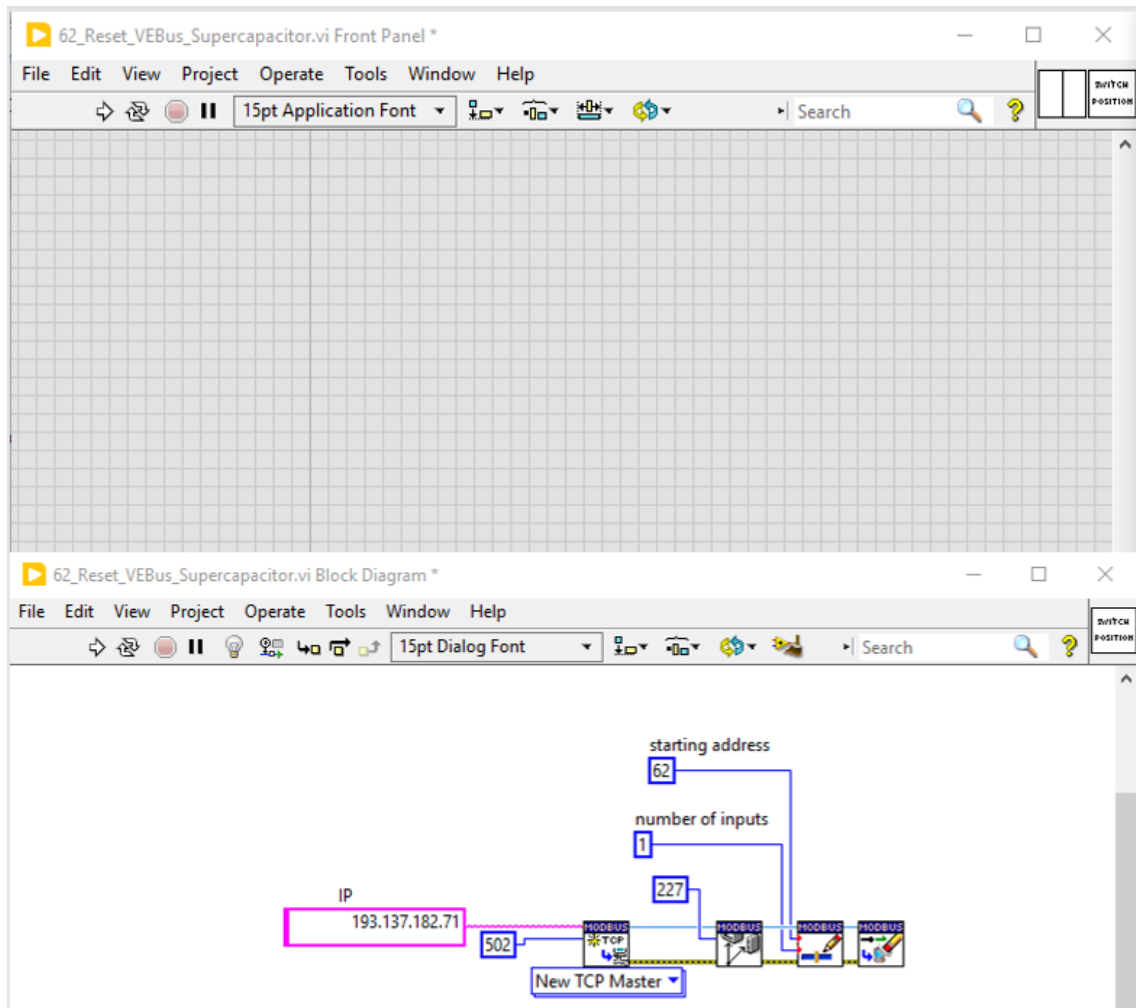 62_Reset_VEBus_Supercapacitor.vi Front Panel *
File Edit View Project Operate Tools Window Help
15pt Application Font
Search
SWITCH
POSITION
62_Reset_VEBus_Supercapacitor.vi Block Diagram *
File Edit View Project Operate Tools Window Help
15pt Dialog Font
Search
SWITCH
POSITION
starting address
62
number of inputs
1
227
IP
193.137.182.71
502
MODBUS
TCP
MODBUS
MODBUS
MODBUS
New TCP Master